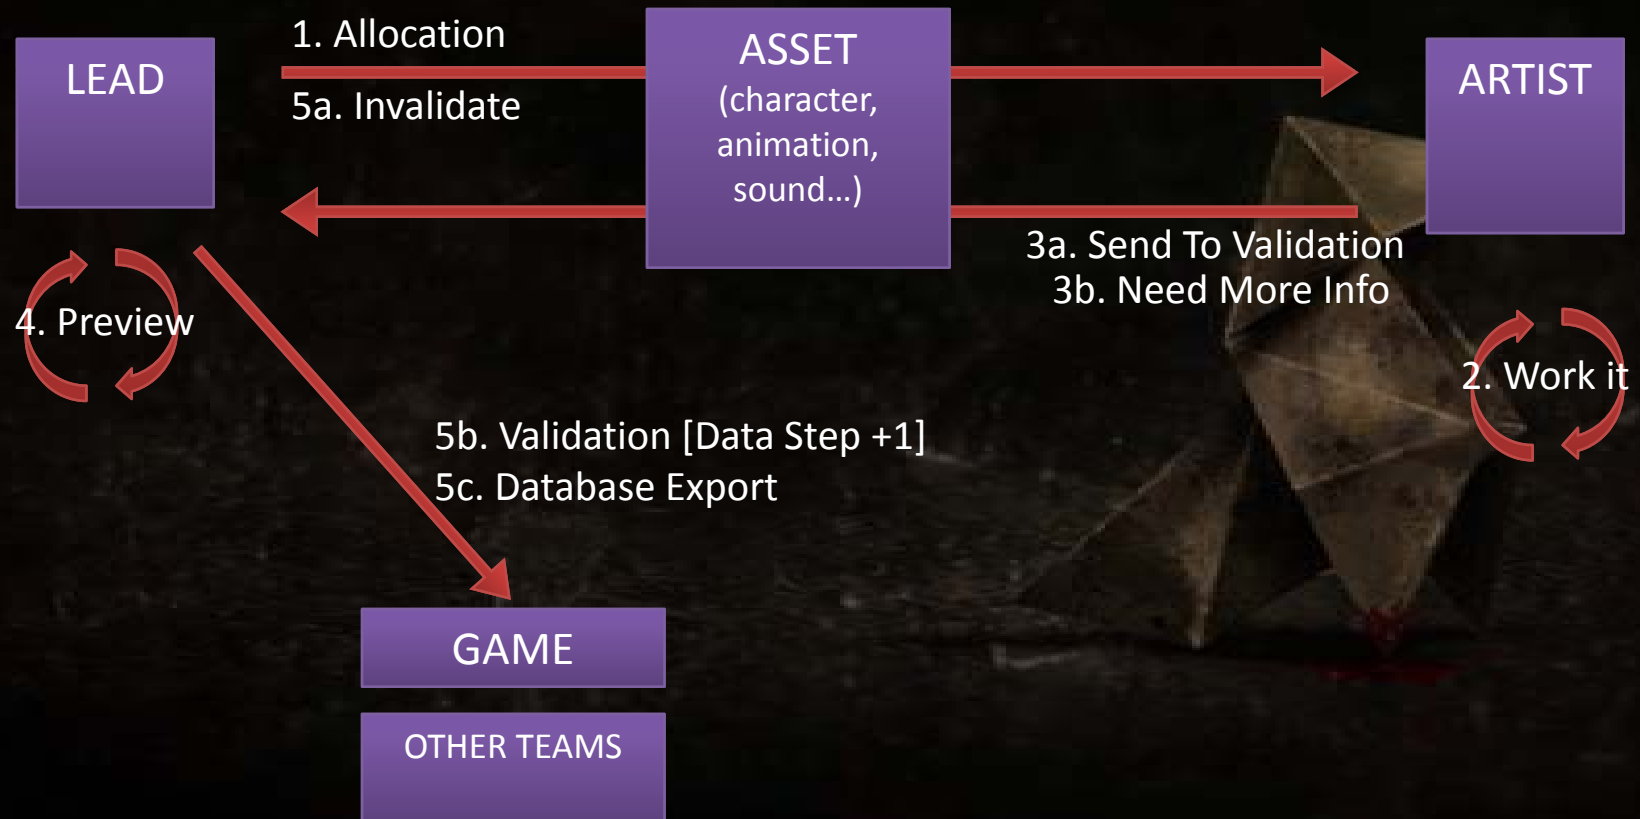 LEAD
1. Allocation
5a. Invalidate
ASSET
(character,
animation,
sound...)
ARTIST
3a. Send To Validation
3b. Need More Info
4. Preview
2. Work it
5b. Validation [Data Step +1]
5c. Database Export
GAME
OTHER TEAMS